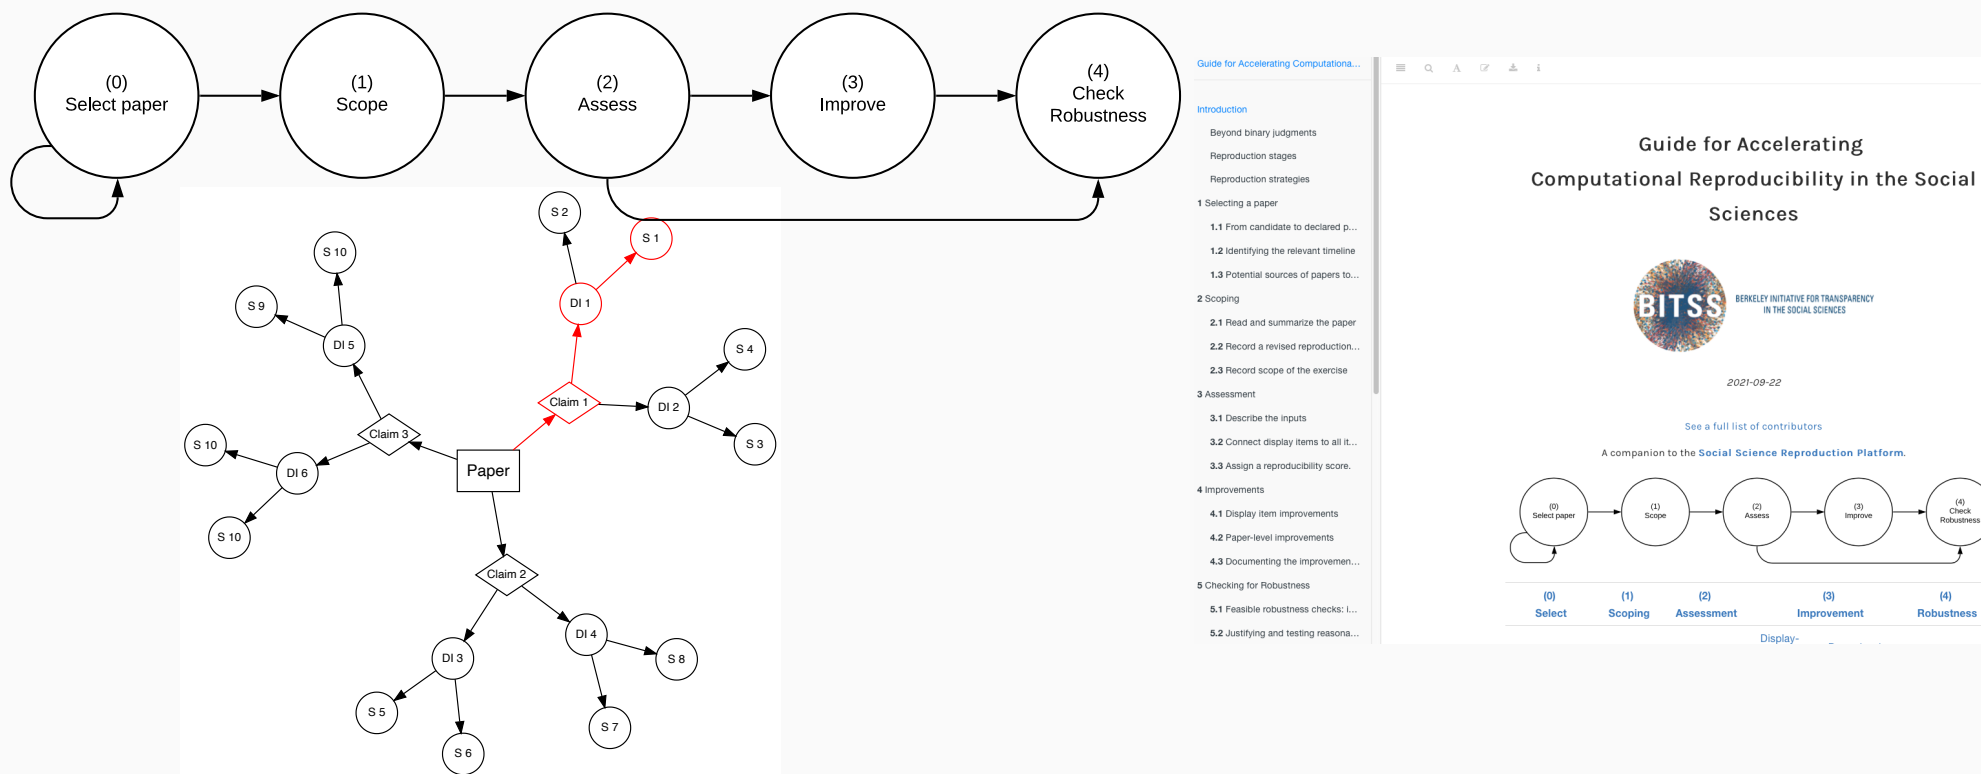 (0)
Select paper
(1)
Scope
(2)
Assess
(3)
Improve
(4)
Check
Robustness
S 2
S 1
S 10
S 9
DI 1
DI 5
S 4
Claim 1
DI 2
S 3
Claim 3
S 10
DI 6
Paper
S 10
Claim 2
DI 4
DI 3
S 8
S 5
S 7
S 6
Guide for Accelerating Computationa...
Introduction
Beyond binary judgments
Reproduction stages
Reproduction strategies
1 Selecting a paper
1.1 From candidate to declared p...
1.2 Identifying the relevant timeline
1.3 Potential sources of papers to...
2 Scoping
2.1 Read and summarize the paper
2.2 Record a revised reproduction...
2.3 Record scope of the exercise
3 Assessment
3.1 Describe the inputs
3.2 Connect display items to all it...
3.3 Assign a reproducibility score.
4 Improvements
4.1 Display item improvements
4.2 Paper-level improvements
4.3 Documenting the improvemen...
5 Checking for Robustness
5.1 Feasible robustness checks: i...
5.2 Justifying and testing reasona...
Guide for Accelerating
Computational Reproducibility in the Social
Sciences
BITSS
BERKELEY INITIATIVE FOR TRANSPARENCY
IN THE SOCIAL SCIENCES
2021-09-22
See a full list of contributors
A companion to the Social Science Reproduction Platform.
(0)
Select paper
(1)
Scope
(2)
Assess
(3)
Improve
(4)
Check
Robustness
(0) (1) (2) (3) (4)
Select Scoping Assessment Improvement Robustness
Display-